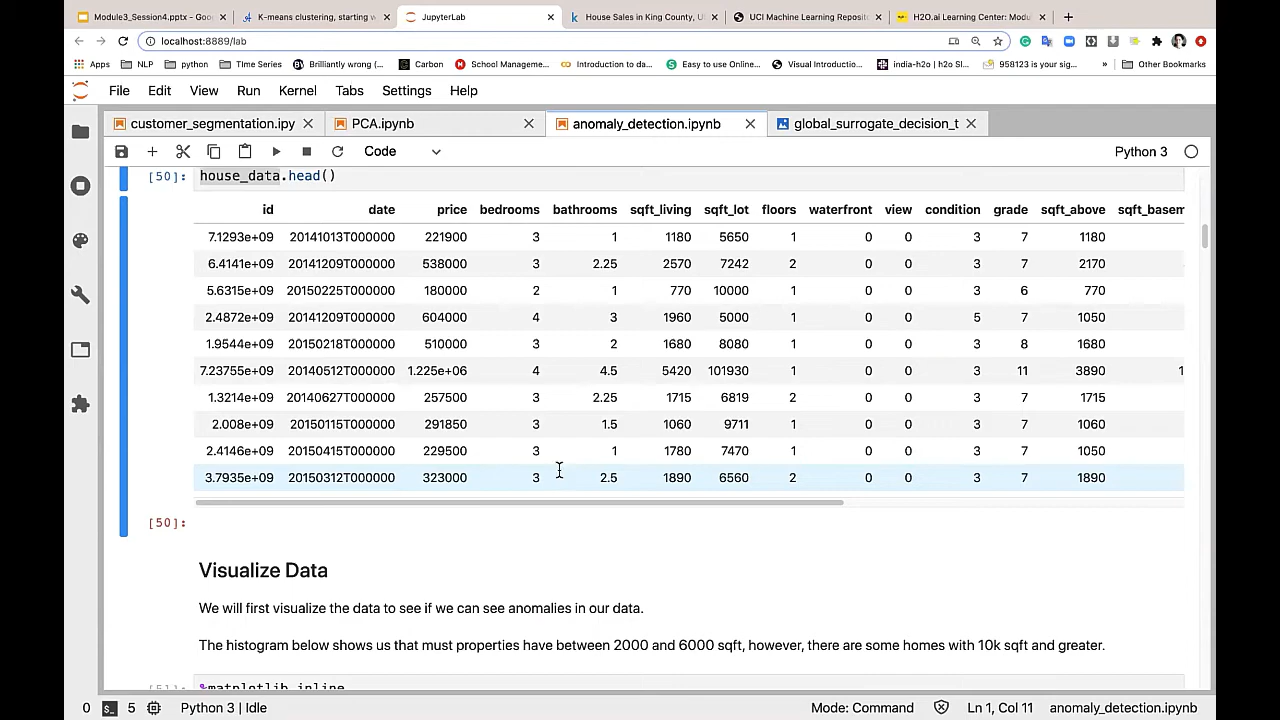 Module3_Session4.pptx - Goo
K-means clustering, starting w
JupyterLab
House Sales in King County, U
UCI Machine Learning Reposit
H2O.ai Learning Center: Modu
localhost:8889/lab
Apps
NLP
python
TIme Series
Brilliantly wrong (...
Carbon
School Manageme...
Introduction to da...
Easy to use Online...
Visual Introductio...
india-h2o | h2o Sl...
958123 is your sig...
»
Other Bookmarks
File Edit View Run Kernel Tabs Settings Help
customer_segmentation.ipy
PCA.ipynb
anomaly_detection.ipynb
global_surrogate_decision_t
Code
Python 3
[50]: house_data.head()
id date price bedrooms bathrooms sqft_living sqft_lot floors waterfront view condition grade sqft_above sqft_basem
7.1293e+09 20141013T000000 221900 3 1 1180 5650 1 0 0 3 7 1180
6.4141e+09 20141209T000000 538000 3 2.25 2570 7242 2 0 0 3 7 2170
5.6315e+09 20150225T000000 180000 2 1 770 10000 1 0 0 3 6 770
2.4872e+09 20141209T000000 604000 4 3 1960 5000 1 0 0 5 7 1050
1.9544e+09 20150218T000000 510000 3 2 1680 8080 1 0 0 3 8 1680
7.23755e+09 20140512T000000 1.225e+06 4 4.5 5420 101930 1 0 0 3 11 3890 1
1.3214e+09 20140627T000000 257500 3 2.25 1715 6819 2 0 0 3 7 1715
2.008e+09 20150115T000000 291850 3 1.5 1060 9711 1 0 0 3 7 1060
2.4146e+09 20150415T000000 229500 3 1 1780 7470 1 0 0 3 7 1050
3.7935e+09 20150312T000000 323000 3 2.5 1890 6560 2 0 0 3 7 1890
[50]:
Visualize Data
We will first visualize the data to see if we can see anomalies in our data.
The histogram below shows us that must properties have between 2000 and 6000 sqft, however, there are some homes with 10k sqft and greater.
[51]: %matplotlib inline
0 5 Python 3 | Idle
Mode: Command
Ln 1, Col 11
anomaly_detection.ipynb